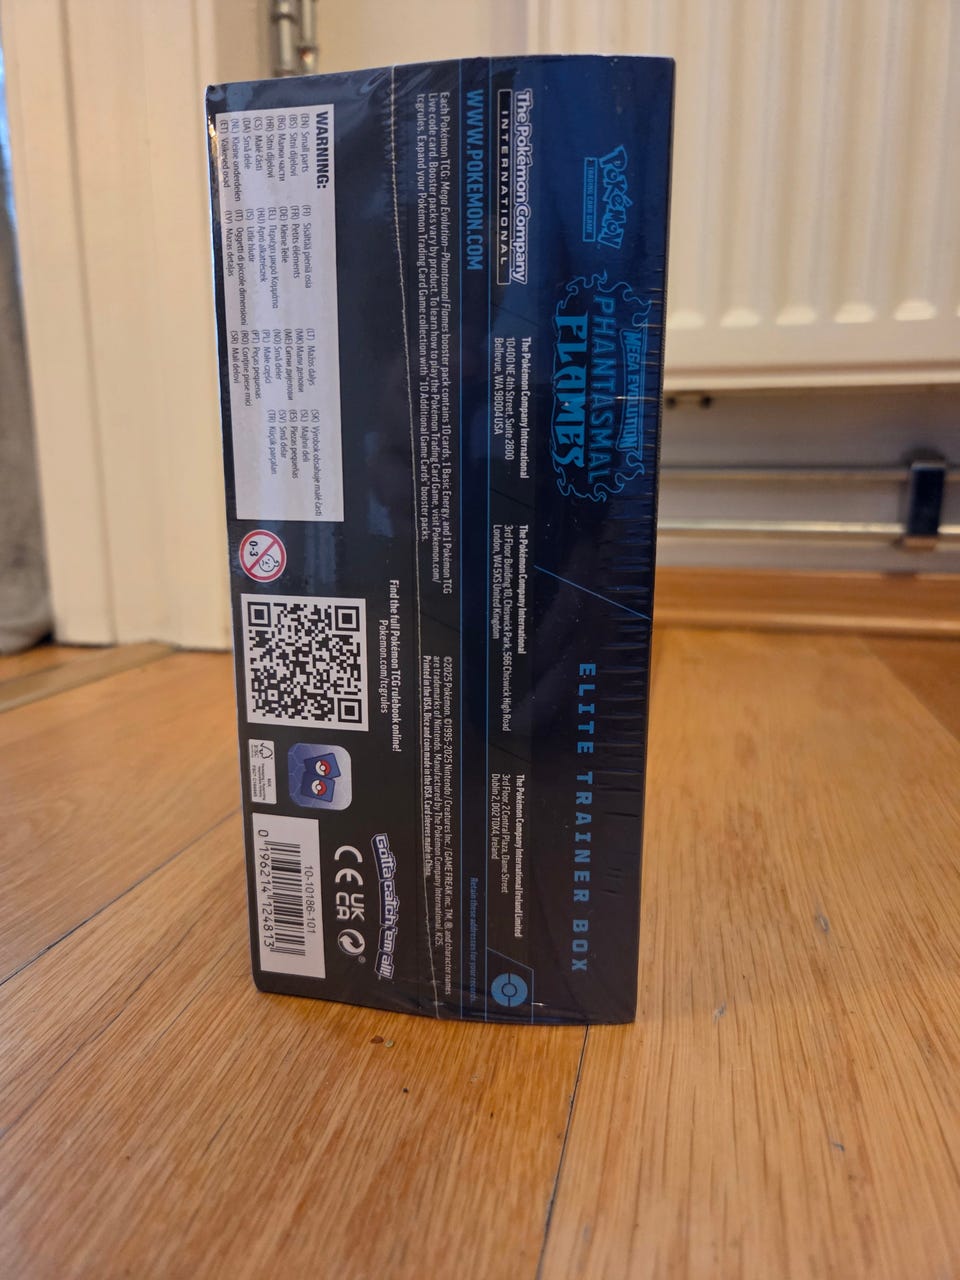 Pokémon
TRADING CARD GAME
MEGA EVOLUTION
PHANTASMAL
FLAMES
ELITE TRAINER BOX
The Pokémon Company
INTERNATIONAL
The Pokémon Company International
10400 NE 4th Street, Suite 2800
Bellevue, WA 98004 USA
The Pokémon Company International
3rd Floor Building 10, Chiswick Park, 566 Chiswick High Road
London, W4 5XS United Kingdom
The Pokémon Company International Ireland Limited
3rd Floor, 2 Central Plaza, Dame Street
Dublin 2, D02 T0X4, Ireland
WWW.POKEMON.COM
Retain these addresses for your records.
Each Pokémon TCG: Mega Evolution—Phantasmal Flames booster pack contains 10 cards, 1 Basic Energy, and 1 Pokémon TCG
Live code card. Booster packs vary by product. To learn how to play the Pokémon Trading Card Game, visit Pokemon.com/
tcgrules. Expand your Pokémon Trading Card Game collection with "10 Additional Game Cards" booster packs.
©2025 Pokémon. ©1995-2025 Nintendo / Creatures Inc. / GAME FREAK inc. TM, ®, and character names
are trademarks of Nintendo. Manufactured by The Pokémon Company International. K25.
Printed in the USA. Dice and coin made in the USA. Card sleeves made in China.
WARNING:
(EN) Small parts
(BS) Sitni dijelovi
(BG) Малки части
(HR) Sitni dijelovi
(CS) Malé části
(DA) Små dele
(NL) Kleine onderdelen
(ET) Väikesed osad
(FI) Sisältää pieniä osia
(FR) Petits éléments
(DE) Kleine Teile
(EL) Περιέχει μικρά Κομμάτια
(HU) Apró alkatrészek
(IS) Litlir hlutir
(IT) Oggetti di piccole dimensioni
(LV) Mazas detaļas
(LT) Mažos dalys
(MK) Мали делови
(ME) Ситни дијелови
(NO) Små deler
(PL) Małe części
(PT) Peças pequenas
(RO) Conţine piese mici
(SR) Mali delovi
(SK) Výrobok obsahuje malé časti
(SL) Majhni deli
(ES) Piezas pequeñas
(SV) Små delar
(TR) Küçük parçalar
0-3
Find the full Pokémon TCG rulebook online!
Pokemon.com/tcgrules
FSC
MIX
Gotta catch 'em all!
®
CE UK
CA
10-10186-101
0 196214 124813